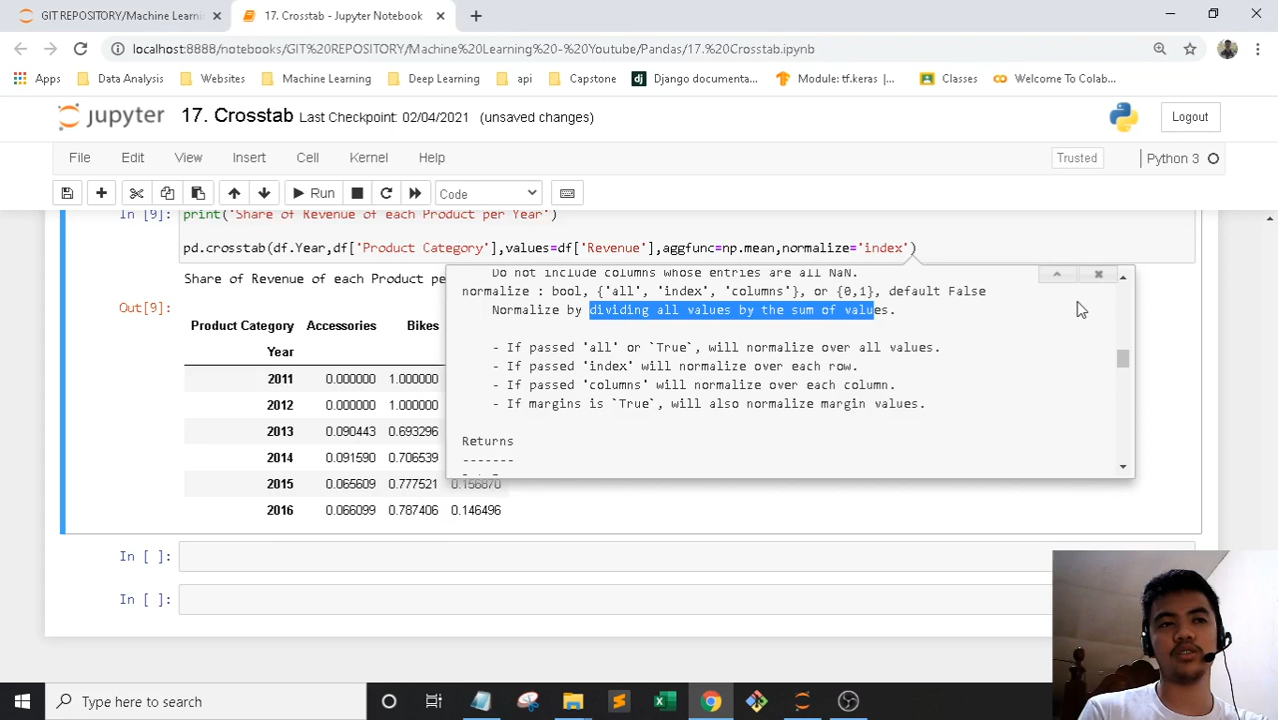 GIT REPOSITORY/Machine Learni
17. Crosstab - Jupyter Notebook
localhost:8888/notebooks/GIT%20REPOSITORY/Machine%20Learning%20-%20Youtube/Pandas/17.%20Crosstab.ipynb
Apps Data Analysis Websites Machine Learning Deep Learning api Capstone Django documenta... Module: tf.keras ... Classes Welcome To Colab...
jupyter 17. Crosstab Last Checkpoint: 02/04/2021 (unsaved changes) Logout
File Edit View Insert Cell Kernel Help Trusted Python 3
Run Code
In [9]: print('Share of Revenue of each Product per Year')
pd.crosstab(df.Year,df['Product Category'],values=df['Revenue'],aggfunc=np.mean,normalize='index')
Share of Revenue of each Product pe
Do not include columns whose entries are all NaN.
normalize : bool, {'all', 'index', 'columns'}, or {0,1}, default False
Normalize by dividing all values by the sum of values.
- If passed 'all' or `True`, will normalize over all values.
- If passed 'index' will normalize over each row.
- If passed 'columns' will normalize over each column.
- If margins is `True`, will also normalize margin values.
Returns
-------
Out[9]:
Product Category Accessories Bikes
Year
2011 0.000000 1.000000
2012 0.000000 1.000000
2013 0.090443 0.693296
2014 0.091590 0.706539
2015 0.065609 0.777521 0.156870
2016 0.066099 0.787406 0.146496
In [ ]:
In [ ]:
Type here to search